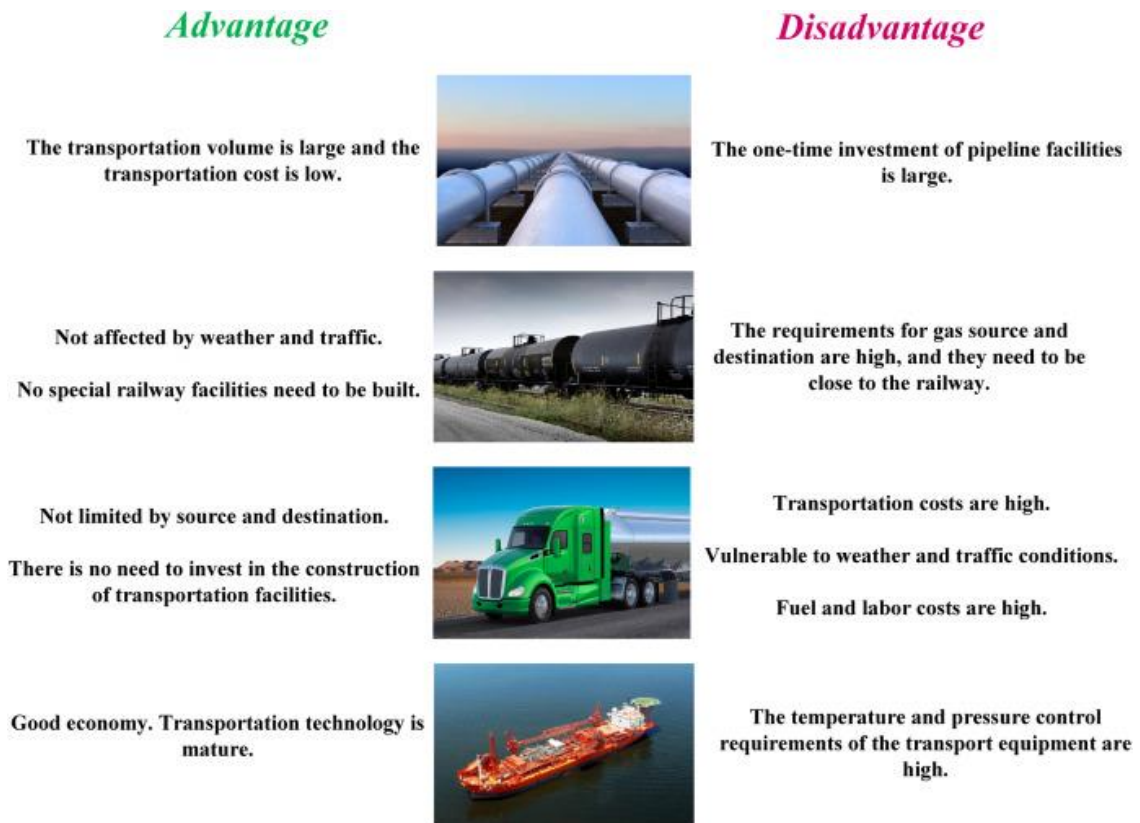 Advantage
Disadvantage
The transportation volume is large and the
transportation cost is low.
The one-time investment of pipeline facilities
is large.
Not affected by weather and traffic.
No special railway facilities need to be built.
The requirements for gas source and
destination are high, and they need to be
close to the railway.
Not limited by source and destination.
There is no need to invest in the construction
of transportation facilities.
Transportation costs are high.
Vulnerable to weather and traffic conditions.
Fuel and labor costs are high.
Good economy. Transportation technology is
mature.
The temperature and pressure control
requirements of the transport equipment are
high.